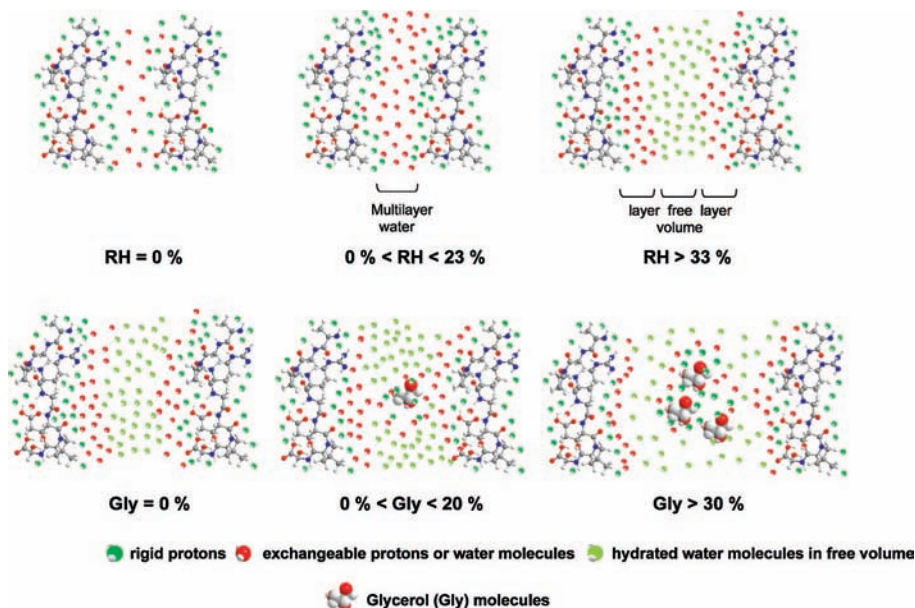 Multilayer
water
layer free layer
volume
RH = 0 %
0 % < RH < 23 %
RH > 33 %
Gly = 0 %
0 % < Gly < 20 %
Gly > 30 %
rigid protons
exchangeable protons or water molecules
hydrated water molecules in free volume
Glycerol (Gly) molecules